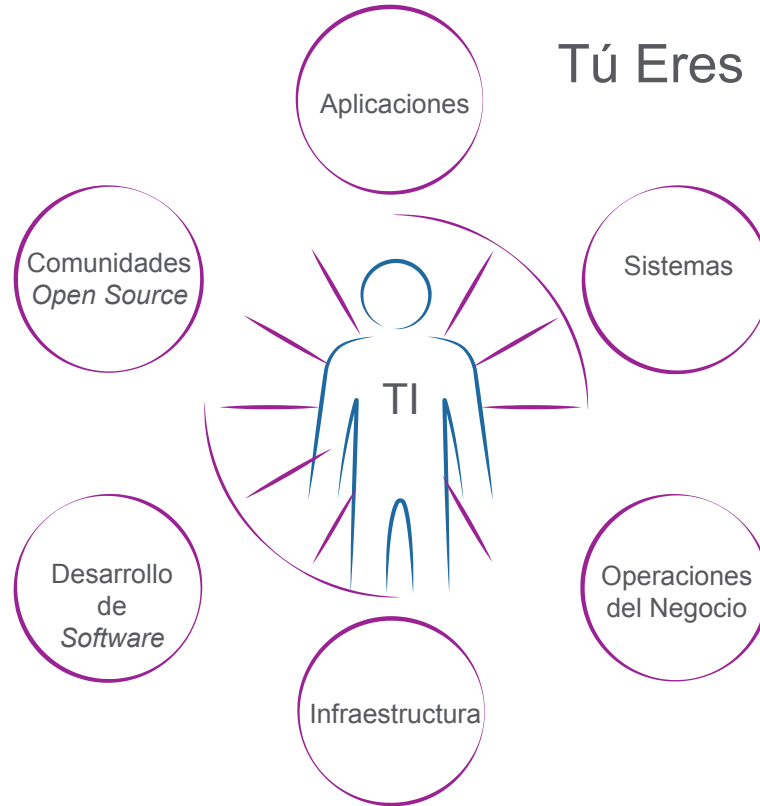 Tú Eres
Aplicaciones
Comunidades
Open Source
Sistemas
TI
Desarrollo
de
Software
Operaciones
del Negocio
Infraestructura